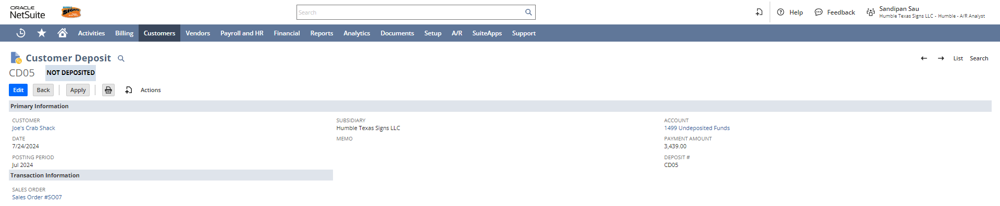 ORACLE
NetSuite
SIGNS
Search
Help
Feedback
Sandipan Sau
Humble Texas Signs LLC - Humble - A/R Analyst
Activities
Billing
Customers
Vendors
Payroll and HR
Financial
Reports
Analytics
Documents
Setup
A/R
SuiteApps
Support
Customer Deposit
List
Search
CD05
NOT DEPOSITED
Edit
Back
Apply
Actions
Primary Information
CUSTOMER
Joe's Crab Shack
DATE
7/24/2024
POSTING PERIOD
Jul 2024
SUBSIDIARY
Humble Texas Signs LLC
MEMO
ACCOUNT
1499 Undeposited Funds
PAYMENT AMOUNT
3,439.00
DEPOSIT #
CD05
Transaction Information
SALES ORDER
Sales Order #SO07